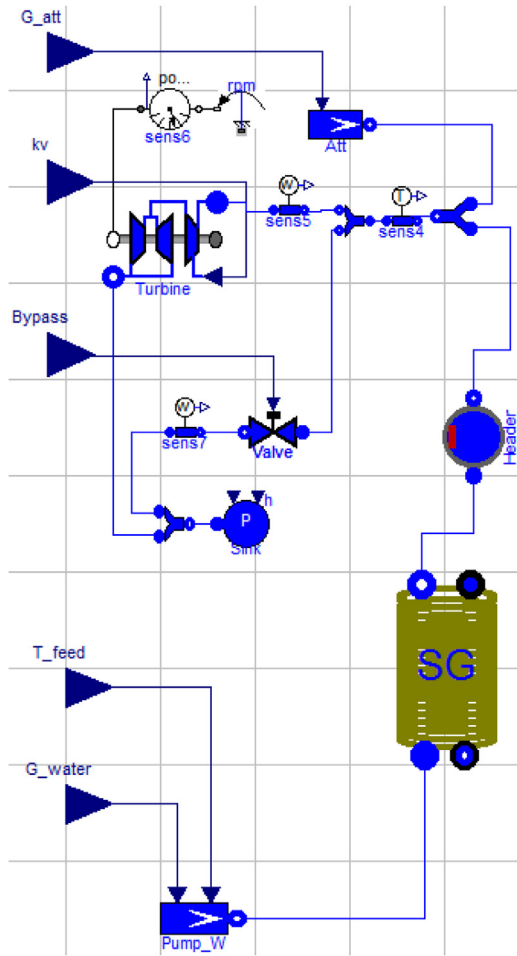 G_att
po...
rpm
sens6
Att
kv
W
T
sens5
sens4
Turbine
Bypass
W
sens7
Valve
Header
h
P
Sink
SG
T_feed
G_water
Pump_W